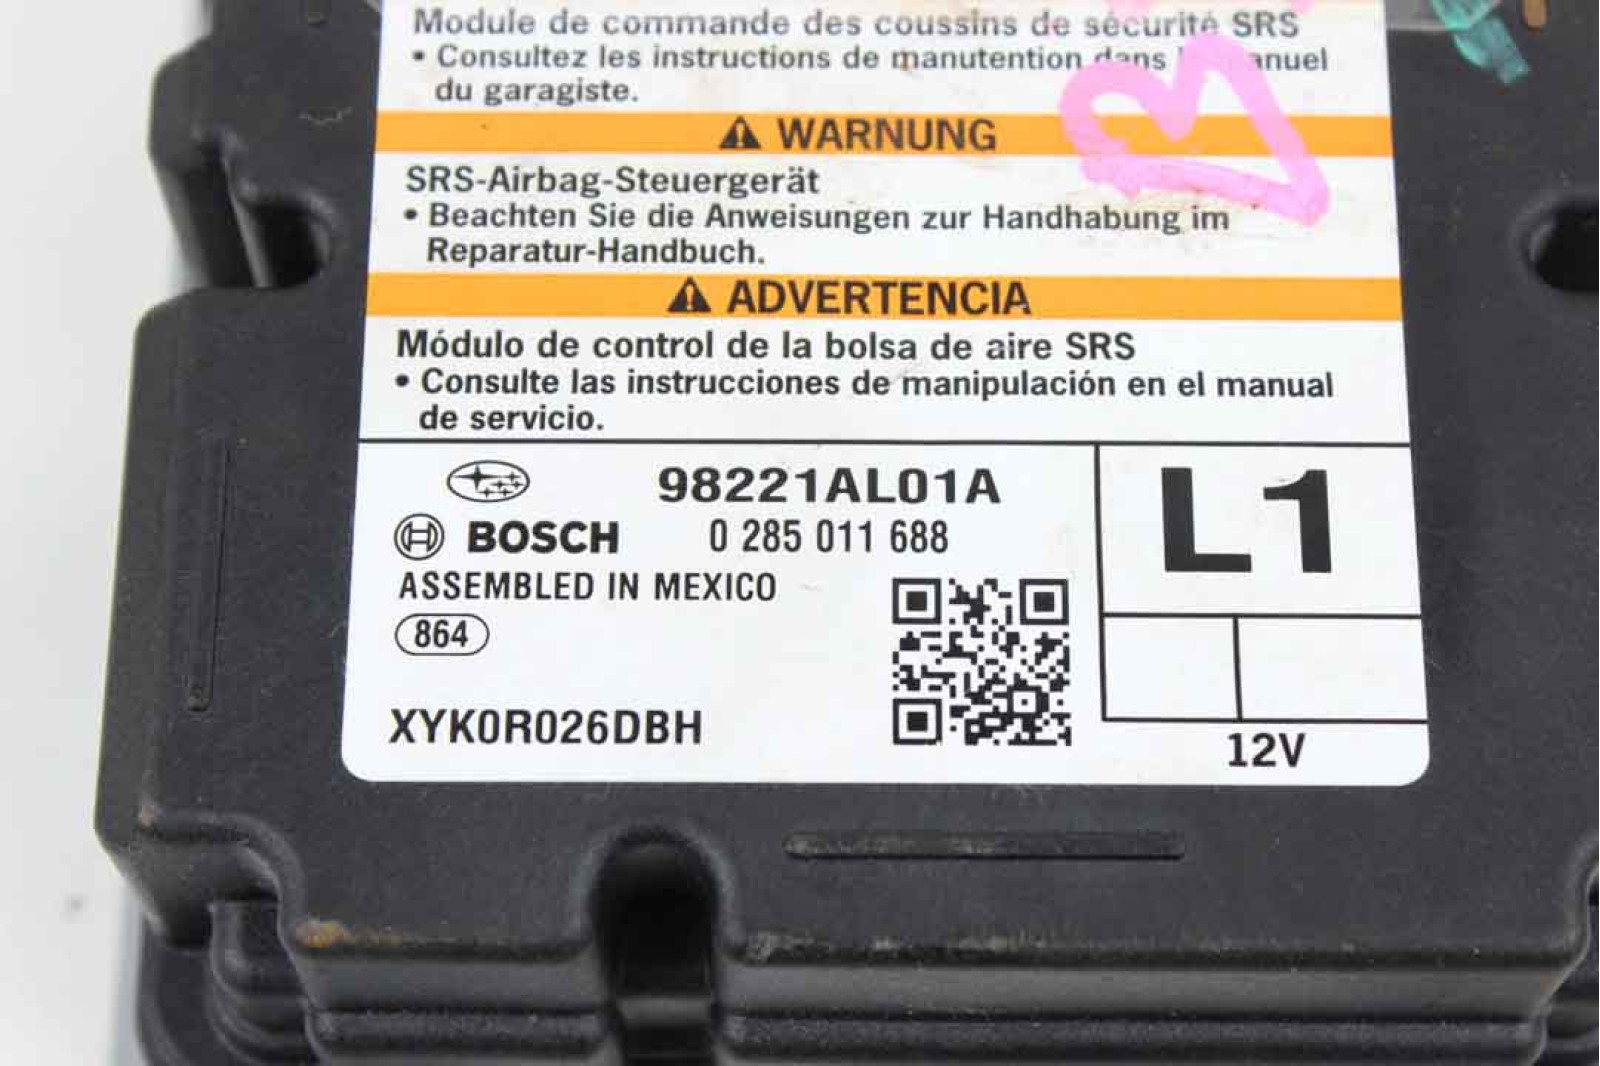 Module de commande des coussins de sécurité SRS
• Consultez les instructions de manutention dans
du garagiste.
⚠ WARNUNG
SRS-Airbag-Steuergerät
• Beachten Sie die Anweisungen zur Handhabung im
Reparatur-Handbuch.
⚠ ADVERTENCIA
Módulo de control de la bolsa de aire SRS
• Consulte las instrucciones de manipulación en el manual
de servicio.
98221AL01A
BOSCH 0 285 011 688
ASSEMBLED IN MEXICO
864
XYK0R026DBH
L1
12V